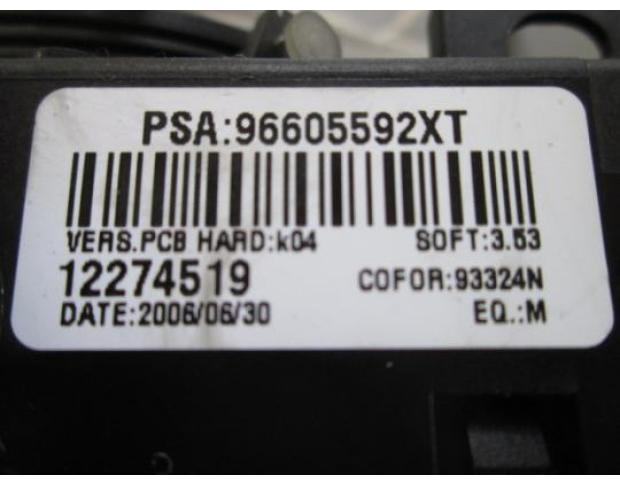 PSA:96605592XT
VERS.PCB HARD:k04 SOFT:3.53
12274519 COFOR:93324N
DATE:2006/06/30 EQ.:M